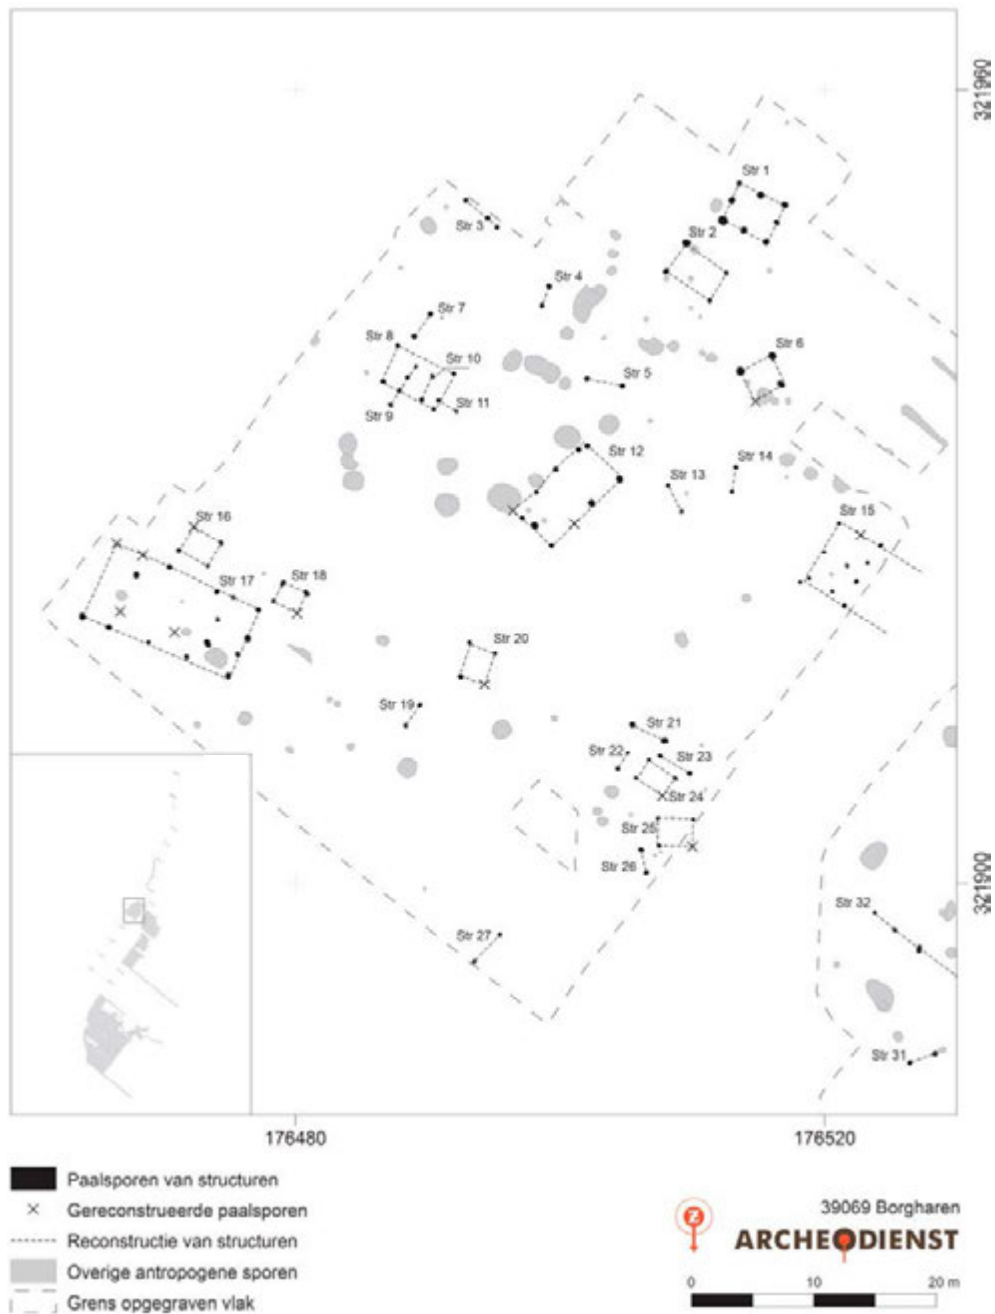 321960
Str 1
Str 2
Str 3
Str 4
Str 7
Str 8
Str 10
Str 6
Str 5
Str 9
Str 11
Str 12
Str 14
Str 13
Str 16
Str 15
Str 17
Str 18
Str 20
Str 19
Str 21
Str 22
Str 23
Str 24
Str 25
Str 26
321900
Str 32
Str 27
Str 31
176480
176520
Paalsporen van structuren
Gereconstrueerde paalsporen
Reconstructie van structuren
Overige antropogene sporen
Grens opgegraven vlak
Z
39069 Borgharen
ARCHEODIENST
0 10 20 m